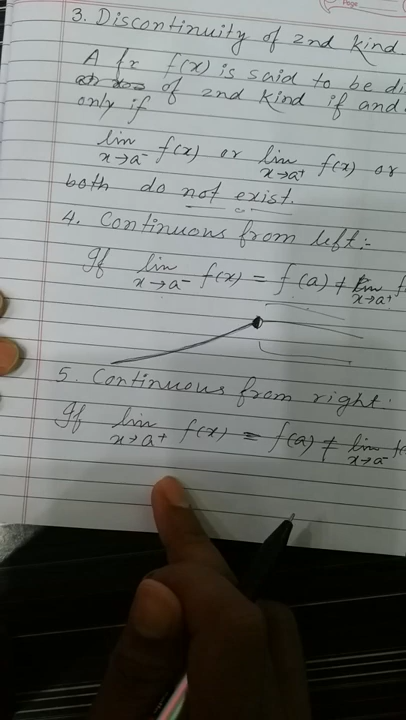 3. Discontinuity of 2nd Kind
A fx f(x) is said to be di
of 2nd Kind if and
only if
lim x→a⁻ f(x) or lim x→a⁺ f(x) or
both do not exist.
4. Continuous from left:-
If lim x→a⁻ f(x) = f(a) ≠ lim x→a⁺ f
5. Continuous from right.
If lim x→a⁺ f(x) = f(a) ≠ lim x→a⁻ f